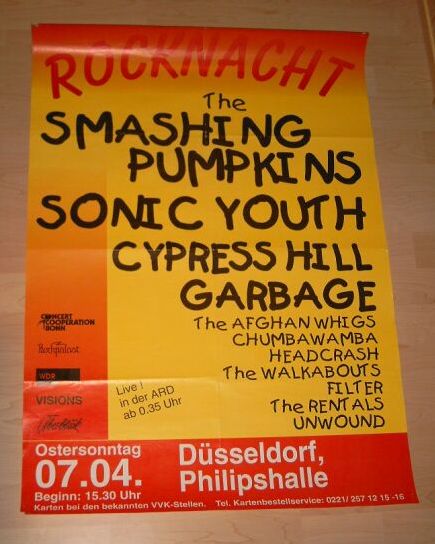 ROCKNACHT
The
SMASHING
PUMPKINS
SONIC YOUTH
CYPRESS HILL
GARBAGE
The AFGHAN WHIGS
CHUMBAWAMBA
HEADCRASH
The WALKABOUTS
FILTER
The RENTALS
UNWOUND
CONCERT
COOPERATION
BONN
Rockpalast
WDR
VISIONS
Live !
in der ARD
ab 0.35 Uhr
Ostersonntag
07.04.
Beginn: 15.30 Uhr
Düsseldorf,
Philipshalle
Karten bei den bekannten VVK-Stellen. Tel. Kartenbestellservice: 0221/ 257 12 15 -16